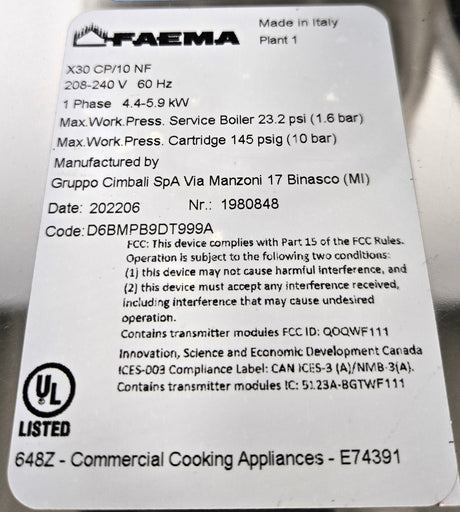 FAEMA
Made in Italy
Plant 1
X30 CP/10 NF
208-240 V 60 Hz
1 Phase 4.4-5.9 kW
Max.Work.Press. Service Boiler 23.2 psi (1.6 bar)
Max.Work.Press. Cartridge 145 psig (10 bar)
Manufactured by
Gruppo Cimbali SpA Via Manzoni 17 Binasco (MI)
Date: 202206 Nr.: 1980848
Code: D6BMPB9DT999A
FCC: This device complies with Part 15 of the FCC Rules.
Operation is subject to the following two conditions:
(1) this device may not cause harmful interference, and
(2) this device must accept any interference received,
including interference that may cause undesired
operation.
Contains transmitter modules FCC ID: QOQWF111
Innovation, Science and Economic Development Canada
ICES-003 Compliance Label: CAN ICES-3 (A)/NMB-3(A).
Contains transmitter modules IC: 5123A-BGTWF111
UL
LISTED
648Z - Commercial Cooking Appliances - E74391